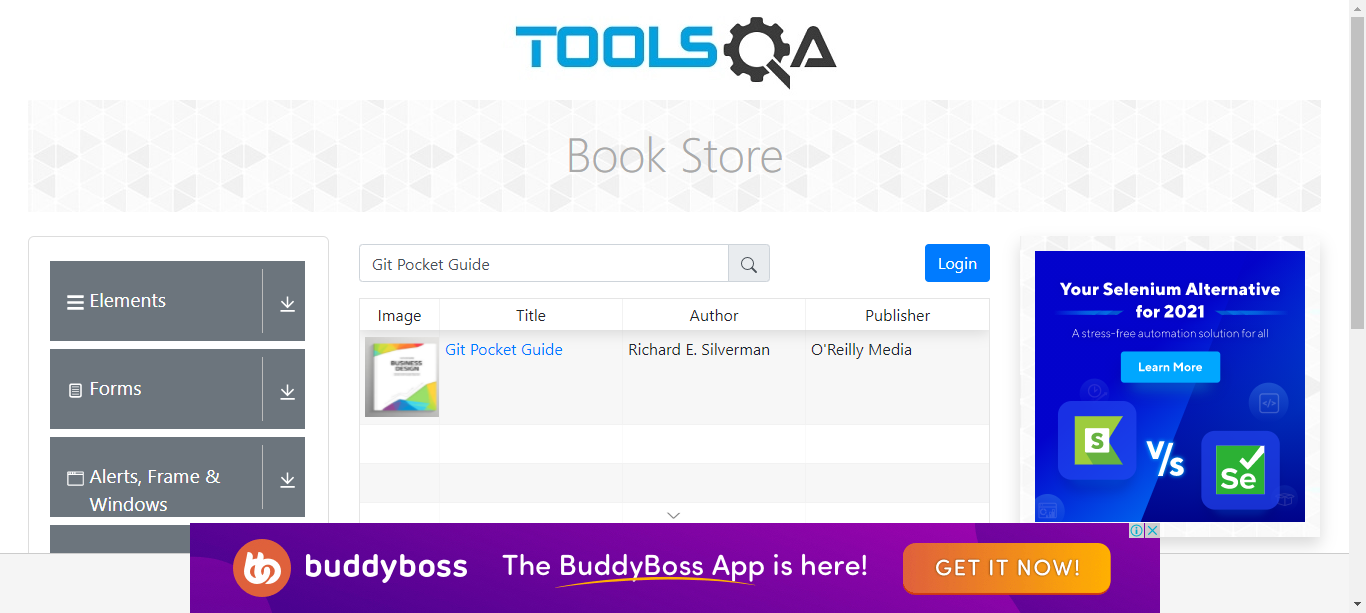 TOOLSQA
Book Store
Elements
Forms
Alerts, Frame &
Windows
Git Pocket Guide
Login
Image Title Author Publisher
BUSINESS
DESIGN
Git Pocket Guide Richard E. Silverman O'Reilly Media
Your Selenium Alternative
for 2021
A stress-free automation solution for all
Learn More
S
V/s
Se
buddyboss The BuddyBoss App is here! GET IT NOW!